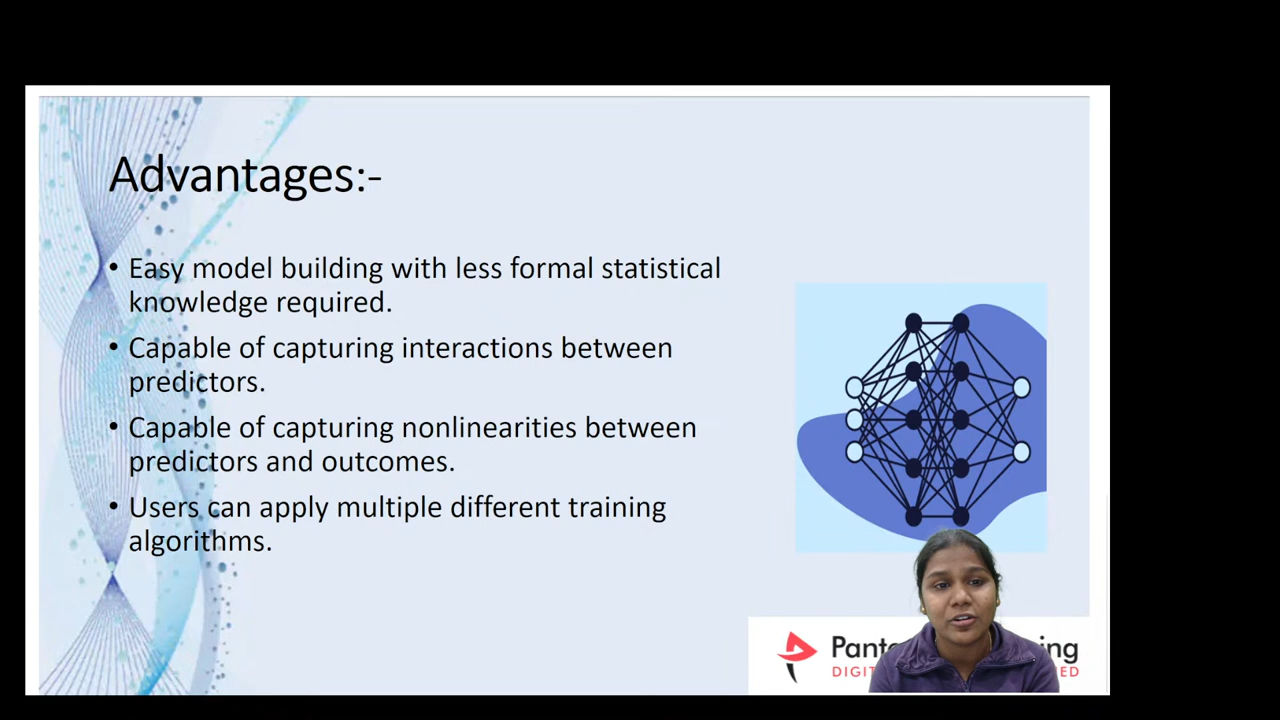 Advantages:-
• Easy model building with less formal statistical
knowledge required.
• Capable of capturing interactions between
predictors.
• Capable of capturing nonlinearities between
predictors and outcomes.
• Users can apply multiple different training
algorithms.